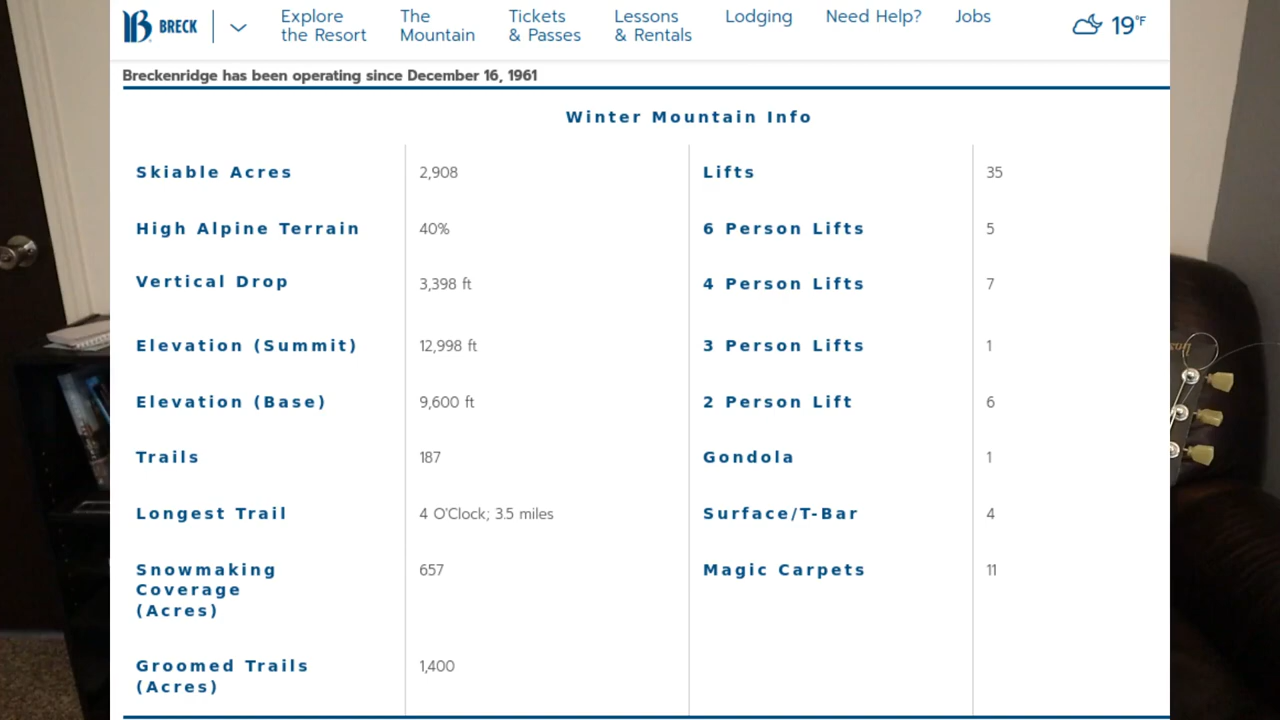 BRECK
Explore
the Resort
The
Mountain
Tickets
& Passes
Lessons
& Rentals
Lodging
Need Help?
Jobs
19°F
Breckenridge has been operating since December 16, 1961
Winter Mountain Info
Skiable Acres 2,908 Lifts 35
High Alpine Terrain 40% 6 Person Lifts 5
Vertical Drop 3,398 ft 4 Person Lifts 7
Elevation (Summit) 12,998 ft 3 Person Lifts 1
Elevation (Base) 9,600 ft 2 Person Lift 6
Trails 187 Gondola 1
Longest Trail 4 O'Clock; 3.5 miles Surface/T-Bar 4
Snowmaking 657 Magic Carpets 11
Coverage
(Acres)
Groomed Trails 1,400
(Acres)